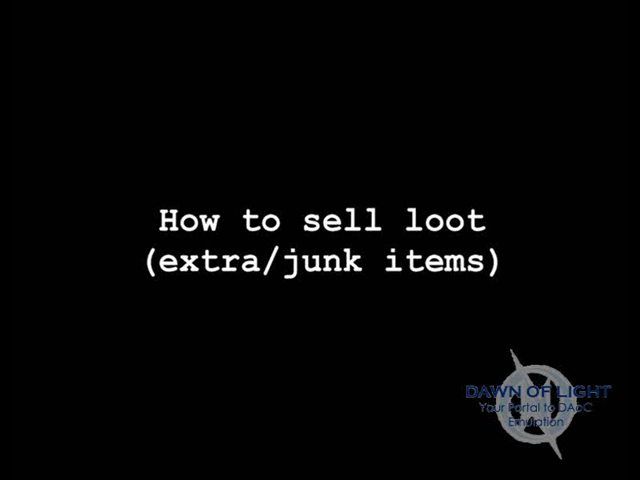 How to sell loot
(extra/junk items)
DAWN OF LIGHT
Your Portal to DAoC
Emulation